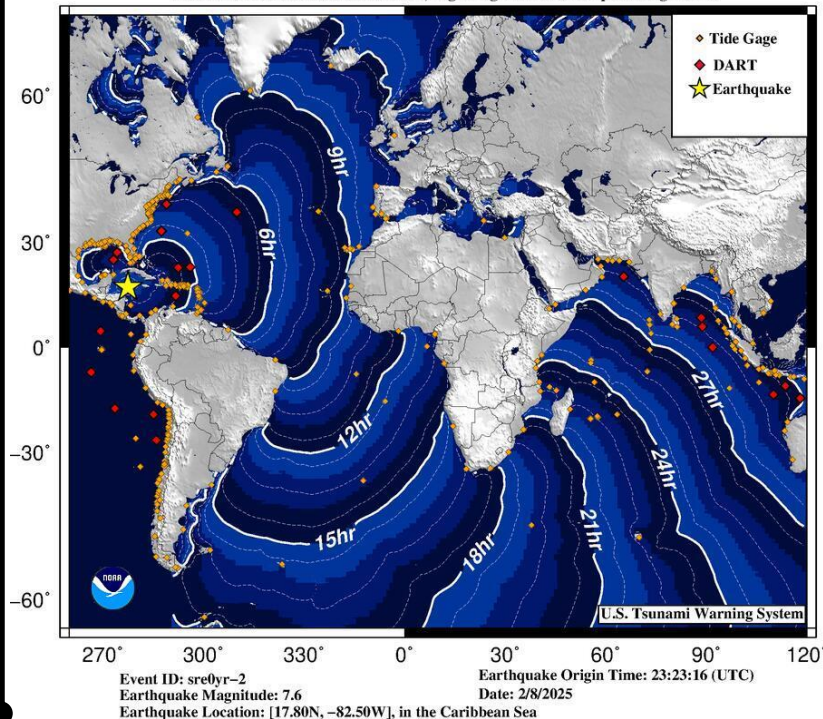 Tide Gage
DART
Earthquake
60°
30°
0°
−30°
−60°
9hr
6hr
12hr
15hr
18hr
21hr
24hr
27hr
NOAA
U.S. Tsunami Warning System
270° 300° 330° 0° 30° 60° 90° 120°
Event ID: sre0yr−2
Earthquake Magnitude: 7.6
Earthquake Location: [17.80N, −82.50W], in the Caribbean Sea
Earthquake Origin Time: 23:23:16 (UTC)
Date: 2/8/2025